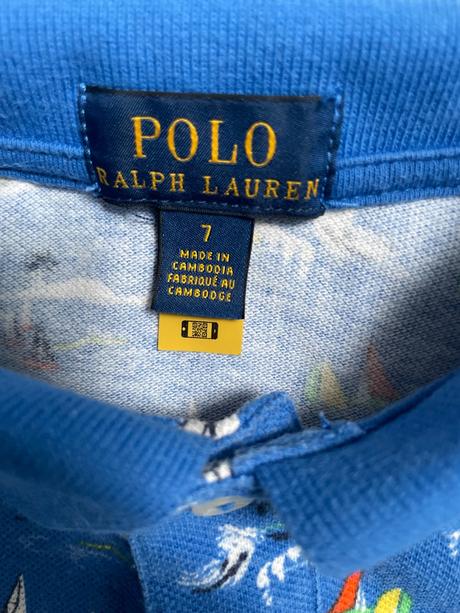 POLO
RALPH LAUREN
7
MADE IN
CAMBODIA
FABRIQUÉ AU
CAMBODGE